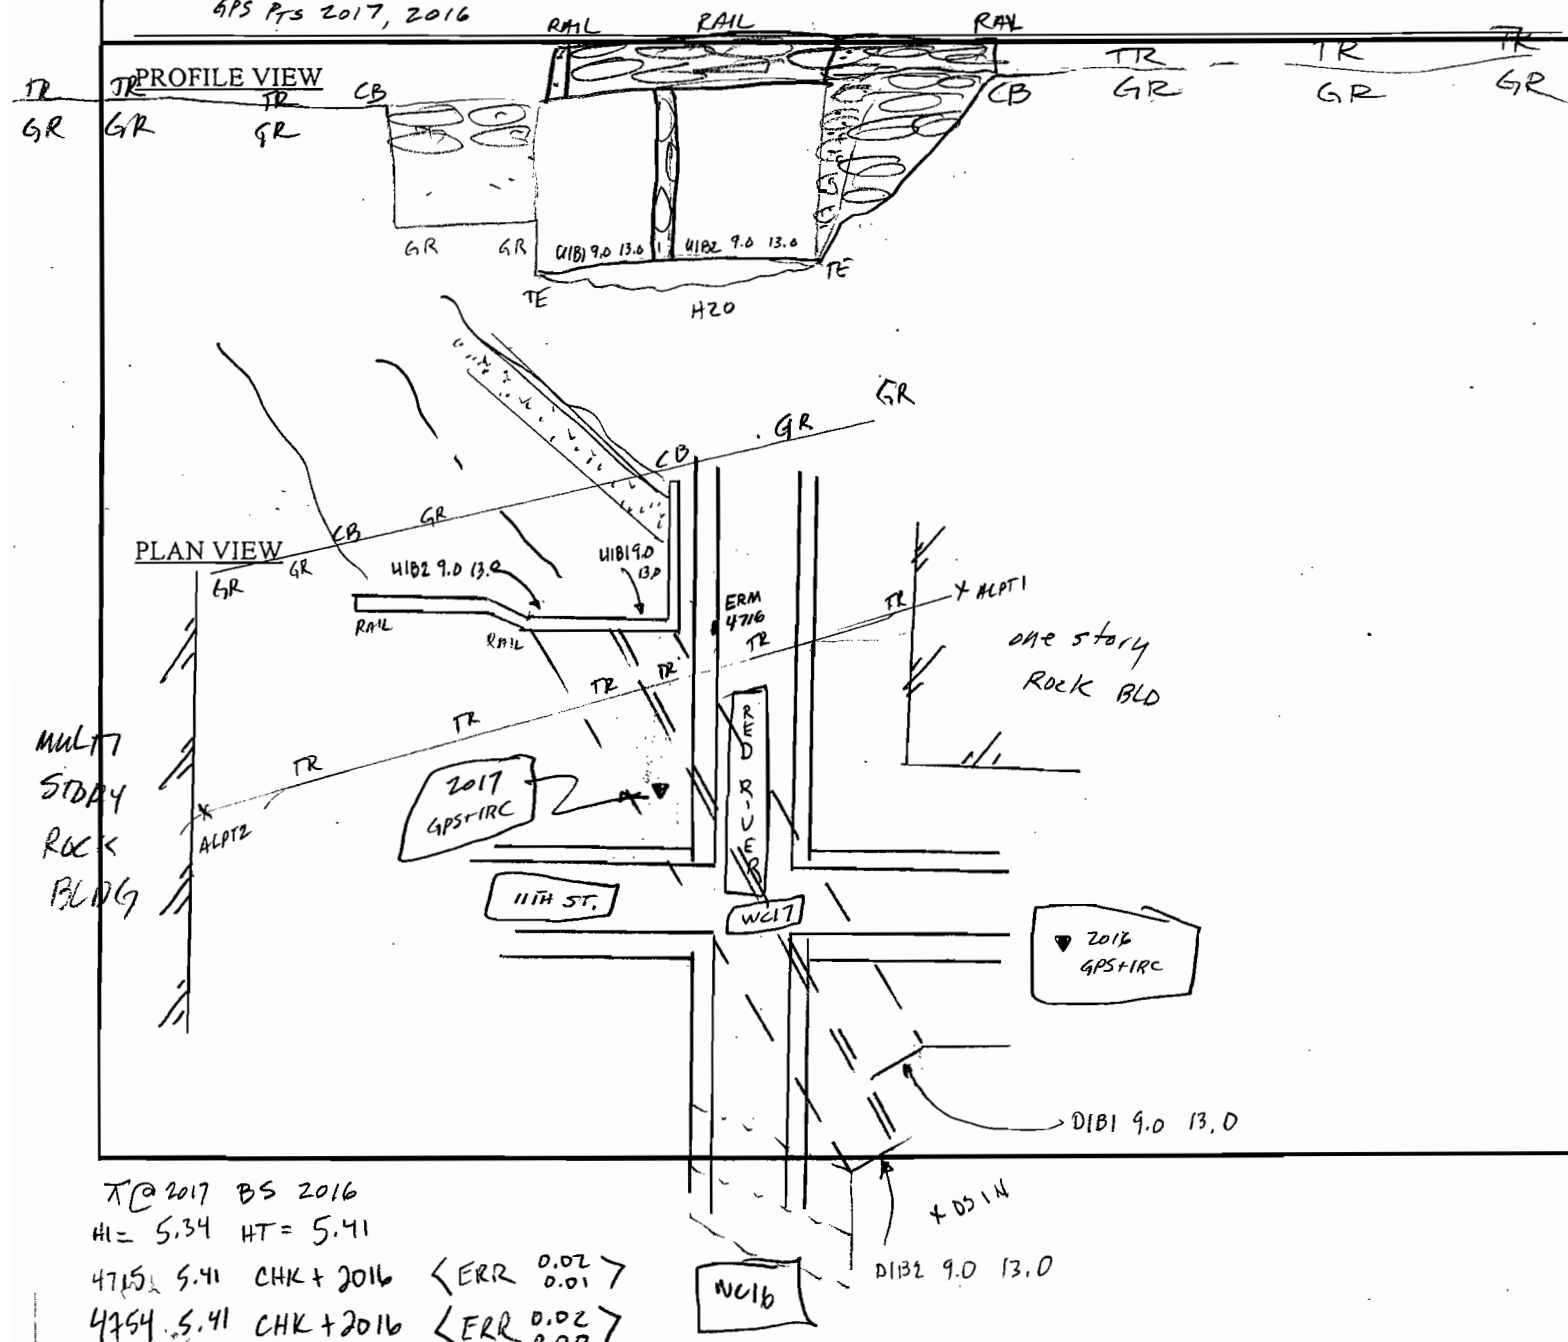 GPS PTS 2017, 2016
RAIL RAIL RAIL
TR TR TR
PROFILE VIEW
TR TR TR CB CB GR GR GR
GR GR GR
GR GR U1B1 9.0 13.0 U1B2 9.0 13.0
TE TE
H20
GR
GR
CB
GR
CB
PLAN VIEW
GR GR
U1B2 9.0 13.0
U1B1 9.0
13.0
ERM
4716
RAIL
RAIL
TR X ALPT1
TR
TR
TR
TR
TR
one story
ROCK BLD
MULTI
STORY
ROCK
BLDG
X
ALPT2
2017
GPS+IRC
RED RIVER
11TH ST.
WC17
2016
GPS+IRC
D1B1 9.0 13.0
X DS IN
D1B2 9.0 13.0
WC16
⊼@2017 BS 2016
HI= 5.34 HT= 5.41
4715 5.41 CHK + 2016 <ERR 0.02
0.01>
4754 5.41 CHK + 2016 <ERR 0.02